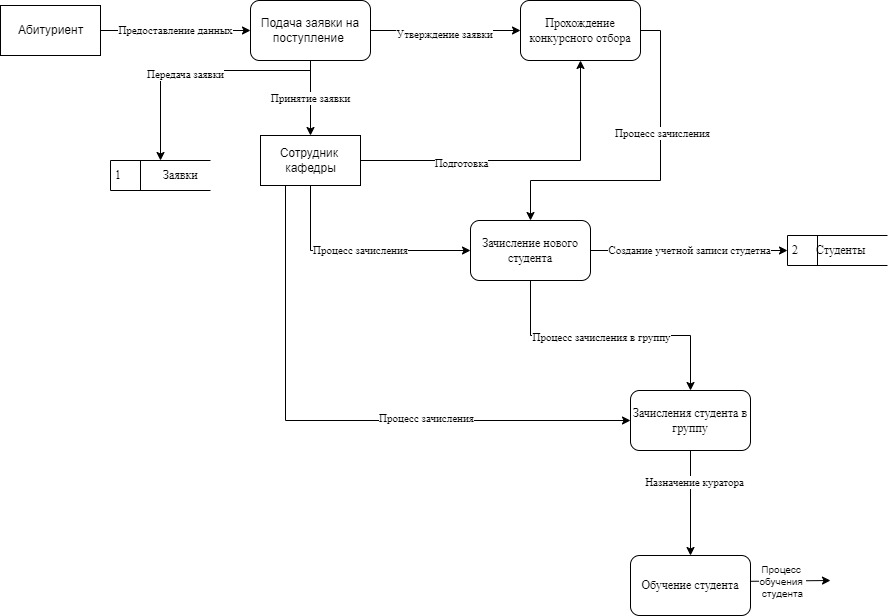 Абитуриент
Предоставление данных
Подача заявки на
поступление
Утверждение заявки
Прохождение
конкурсного отбора
Передача заявки
Принятие заявки
Процесс зачисления
Сотрудник
кафедры
Подготовка
1
Заявки
Процесс зачисления
Зачисление нового
студента
Создание учетной записи студетна
2
Студенты
Процесс зачисления в группу
Процесс зачисления
Зачисления студента в
группу
Назначение куратора
Обучение студента
Процесс
обучения
студента